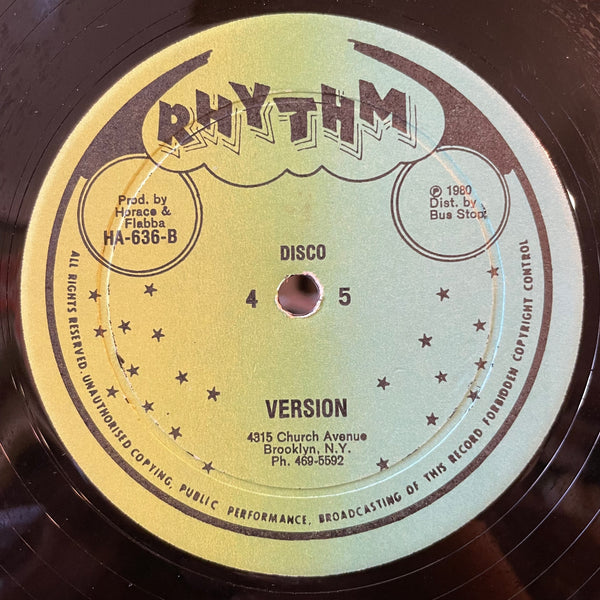 RHYTHM
Prod. by
Horace &
Flabba
HA-636-B
℗ 1980
Dist. by
Bus Stop
DISCO
4 5
VERSION
4315 Church Avenue
Brooklyn, N.Y.
Ph. 469-5592
ALL RIGHTS RESERVED. UNAUTHORISED COPYING, PUBLIC PERFORMANCE, BROADCASTING OF THIS RECORD FORBIDDEN COPYRIGHT CONTROL